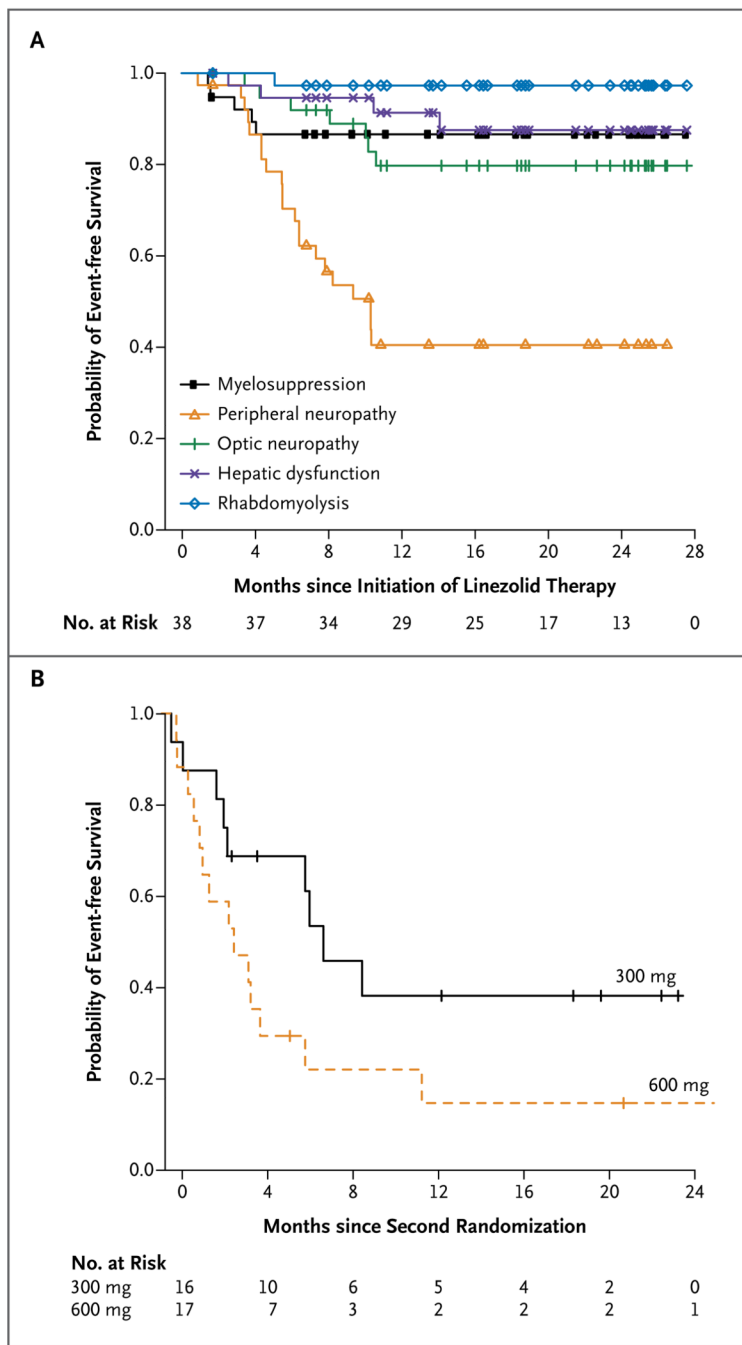 A
1.0
0.8
0.6
0.4
0.2
0.0
Probability of Event-free Survival
Myelosuppression
Peripheral neuropathy
Optic neuropathy
Hepatic dysfunction
Rhabdomyolysis
0 4 8 12 16 20 24 28
Months since Initiation of Linezolid Therapy
No. at Risk 38 37 34 29 25 17 13 0
B
1.0
0.8
0.6
0.4
0.2
0.0
Probability of Event-free Survival
300 mg
600 mg
0 4 8 12 16 20 24
Months since Second Randomization
No. at Risk
300 mg 16 10 6 5 4 2 0
600 mg 17 7 3 2 2 2 1